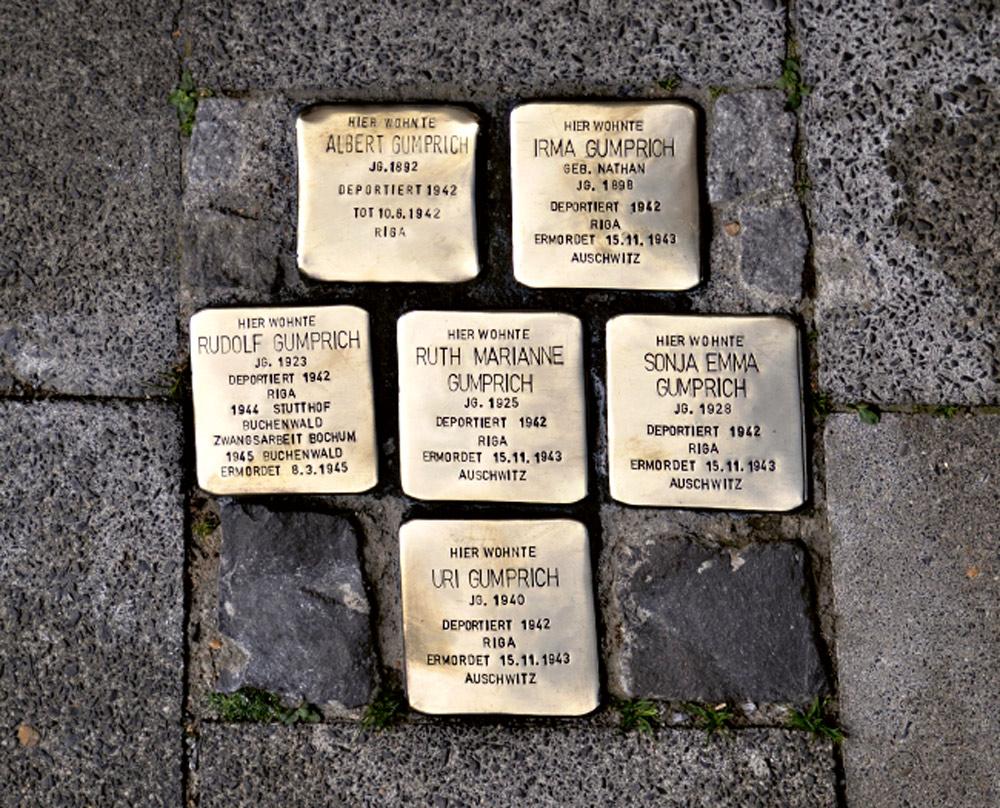 HIER WOHNTE
ALBERT GUMPRICH
JG. 1892
DEPORTIERT 1942
TOT 10.6.1942
RIGA
HIER WOHNTE
IRMA GUMPRICH
GEB. NATHAN
JG. 1898
DEPORTIERT 1942
RIGA
ERMORDET 15.11.1943
AUSCHWITZ
HIER WOHNTE
RUDOLF GUMPRICH
JG. 1923
DEPORTIERT 1942
RIGA
1944 STUTTHOF
BUCHENWALD
ZWANGSARBEIT BOCHUM
1945 BUCHENWALD
ERMORDET 8.3.1945
HIER WOHNTE
RUTH MARIANNE
GUMPRICH
JG. 1925
DEPORTIERT 1942
RIGA
ERMORDET 15.11.1943
AUSCHWITZ
HIER WOHNTE
SONJA EMMA
GUMPRICH
JG. 1928
DEPORTIERT 1942
RIGA
ERMORDET 15.11.1943
AUSCHWITZ
HIER WOHNTE
URI GUMPRICH
JG. 1940
DEPORTIERT 1942
RIGA
ERMORDET 15.11.1943
AUSCHWITZ